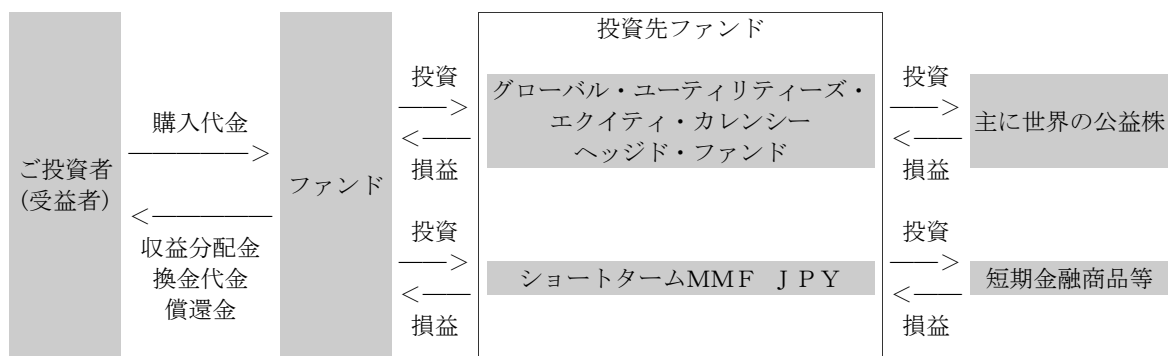 投資先ファンド
ご投資者
(受益者)
購入代金
――――――>
<――――――
収益分配金
換金代金
償還金
ファンド
投資
――>
<――
損益
グローバル・ユーティリティーズ・
エクイティ・カレンシー
ヘッジド・ファンド
投資
――>
<――
損益
主に世界の公益株
投資
――>
<――
損益
ショートタームＭＭＦ　ＪＰＹ
投資
――>
<――
損益
短期金融商品等